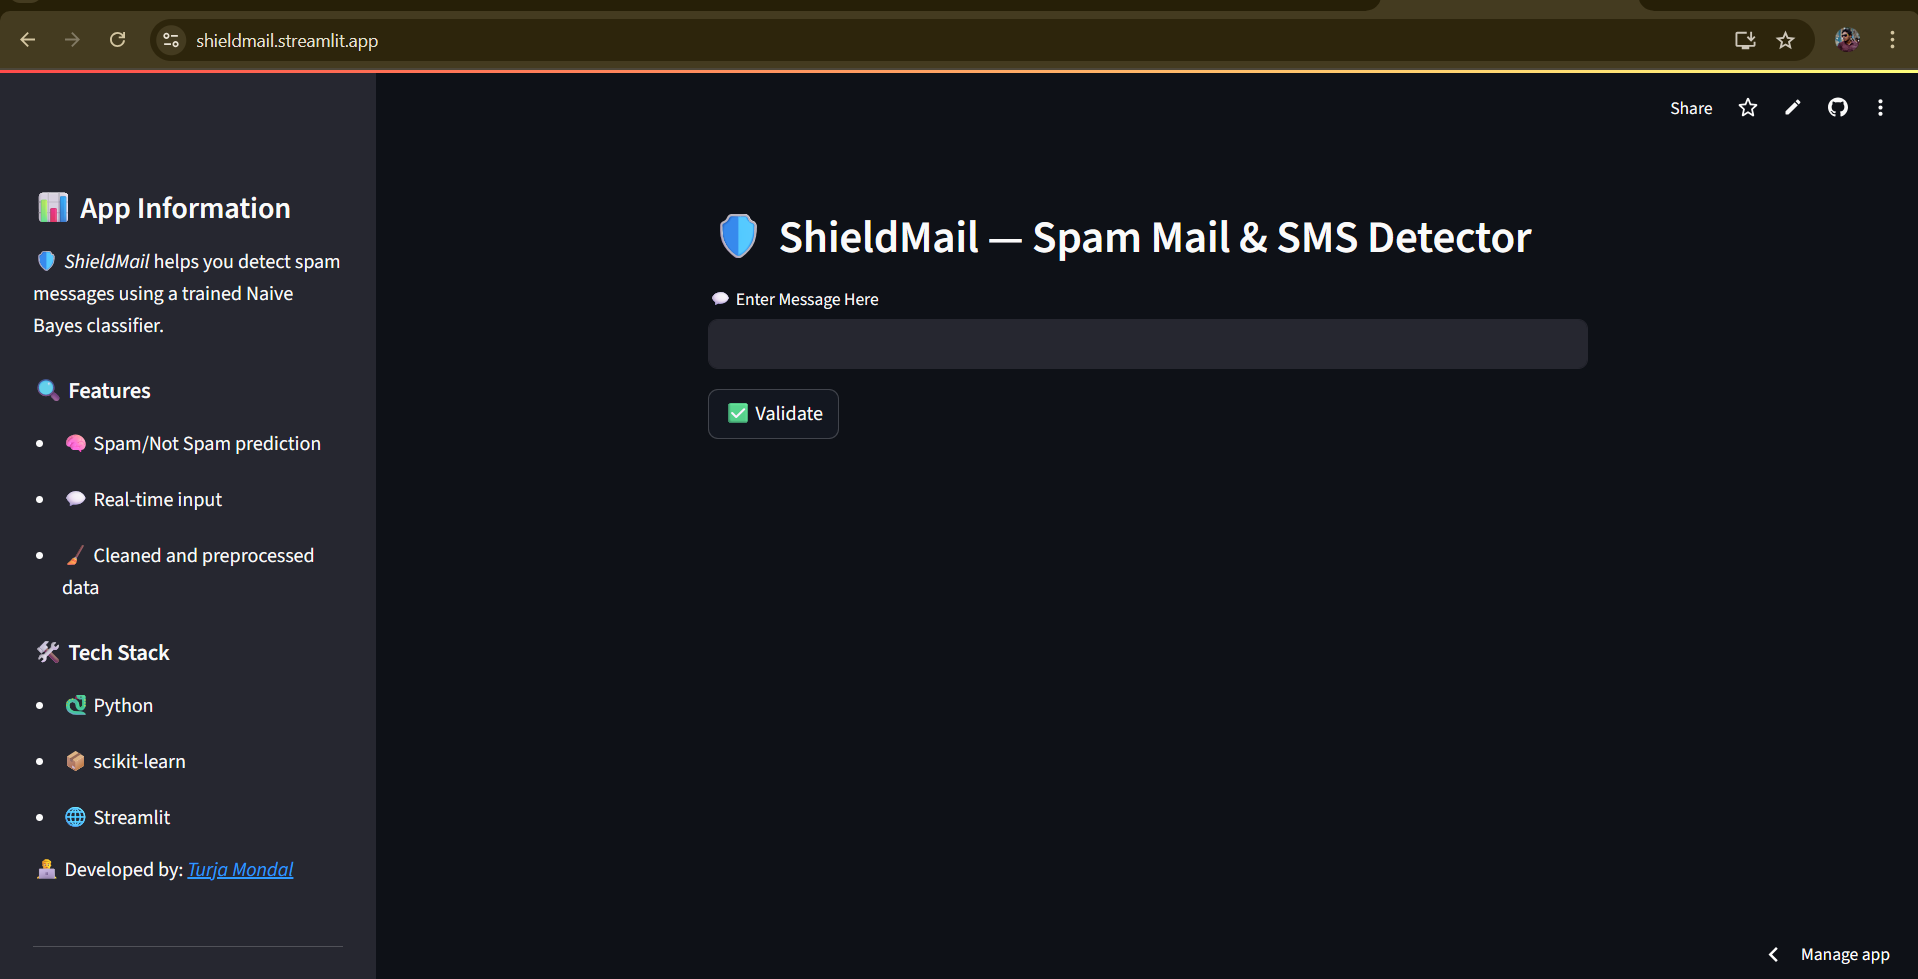 shieldmail.streamlit.app
Share
App Information
ShieldMail helps you detect spam
messages using a trained Naive
Bayes classifier.
Features
Spam/Not Spam prediction
Real-time input
Cleaned and preprocessed
data
Tech Stack
Python
scikit-learn
Streamlit
Developed by: Turja Mondal
ShieldMail — Spam Mail & SMS Detector
Enter Message Here
Validate
Manage app